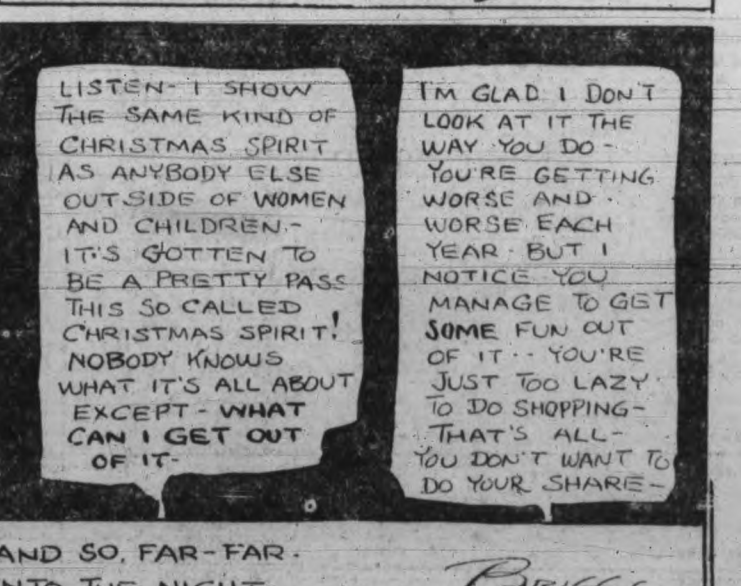 LISTEN- I SHOW
THE SAME KIND OF
CHRISTMAS SPIRIT
AS ANYBODY ELSE
OUTSIDE OF WOMEN
AND CHILDREN.-
IT'S GOTTEN TO
BE A PRETTY PASS
THIS SO CALLED
CHRISTMAS SPIRIT!
NOBODY KNOWS
WHAT IT'S ALL ABOUT
EXCEPT- WHAT
CAN I GET OUT
OF IT-
I'M GLAD I DON'T
LOOK AT IT THE
WAY YOU DO-
YOU'RE GETTING
WORSE AND
WORSE EACH
YEAR. BUT I
NOTICE YOU
MANAGE TO GET
SOME FUN OUT
OF IT.. YOU'RE
JUST TOO LAZY
TO DO SHOPPING-
THAT'S ALL-
YOU DON'T WANT TO
DO YOUR SHARE-
AND SO, FAR-FAR.
INTO THE NIGHT
BRIGGS